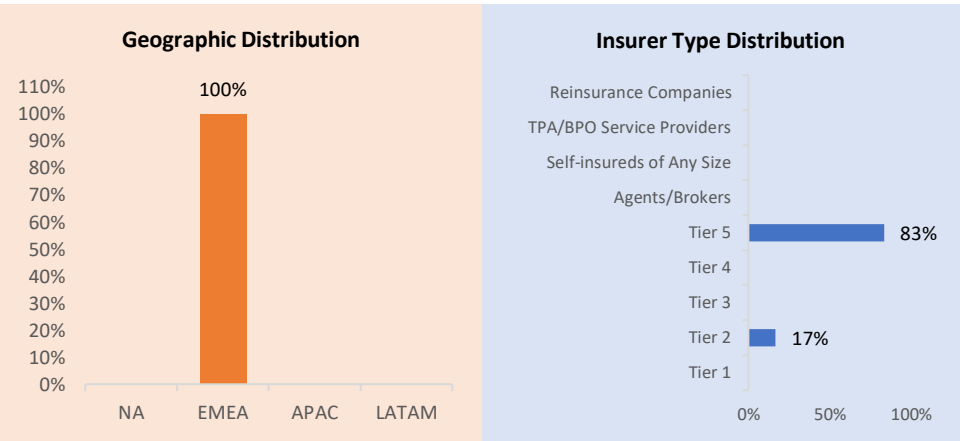 Geographic Distribution
110%
100%
90%
80%
70%
60%
50%
40%
30%
20%
10%
0%
100%
NA EMEA APAC LATAM
Insurer Type Distribution
Reinsurance Companies
TPA/BPO Service Providers
Self-insureds of Any Size
Agents/Brokers
Tier 5 83%
Tier 4
Tier 3
Tier 2 17%
Tier 1
0% 50% 100%